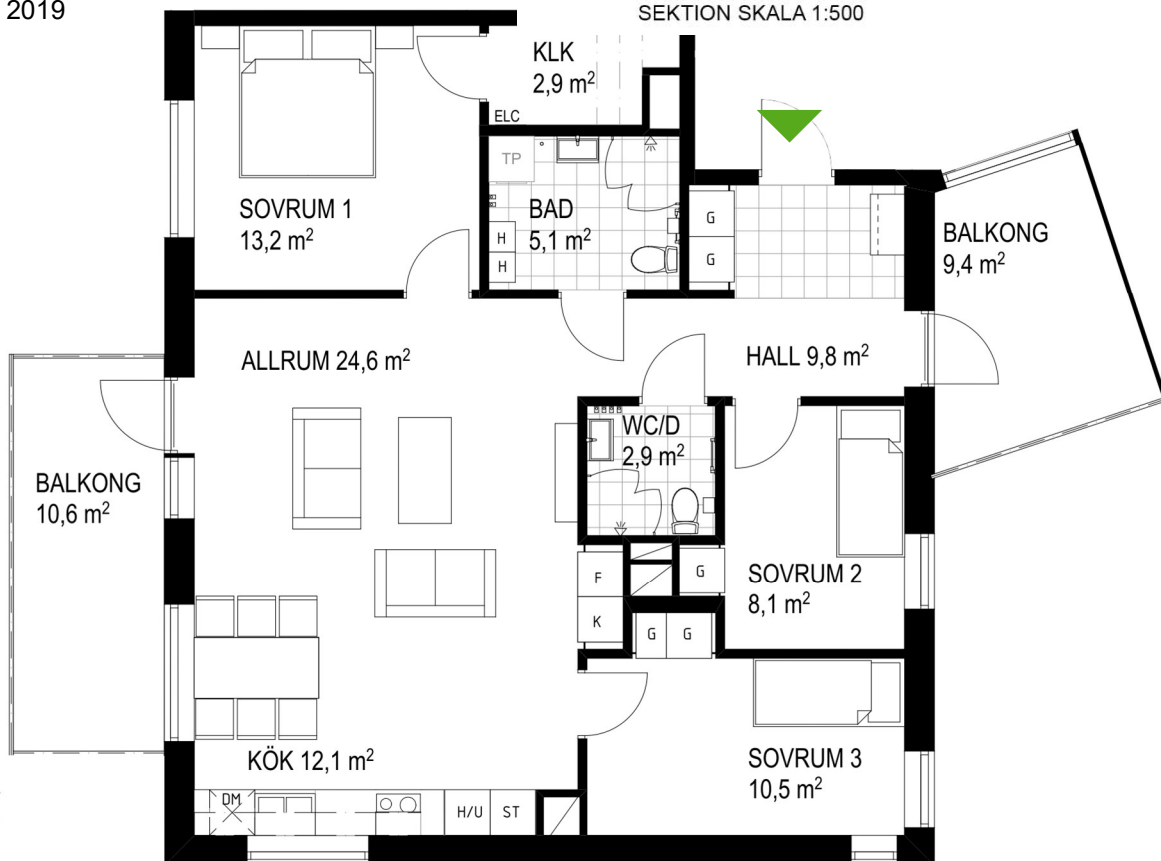 2019
SEKTION SKALA 1:500
KLK
2,9 m²
ELC
TP
SOVRUM 1
13,2 m²
BAD
5,1 m²
H
H
G
G
BALKONG
9,4 m²
ALLRUM 24,6 m²
HALL 9,8 m²
WC/D
2,9 m²
BALKONG
10,6 m²
F
K
G
SOVRUM 2
8,1 m²
G
G
KÖK 12,1 m²
SOVRUM 3
10,5 m²
DM
H/U
ST